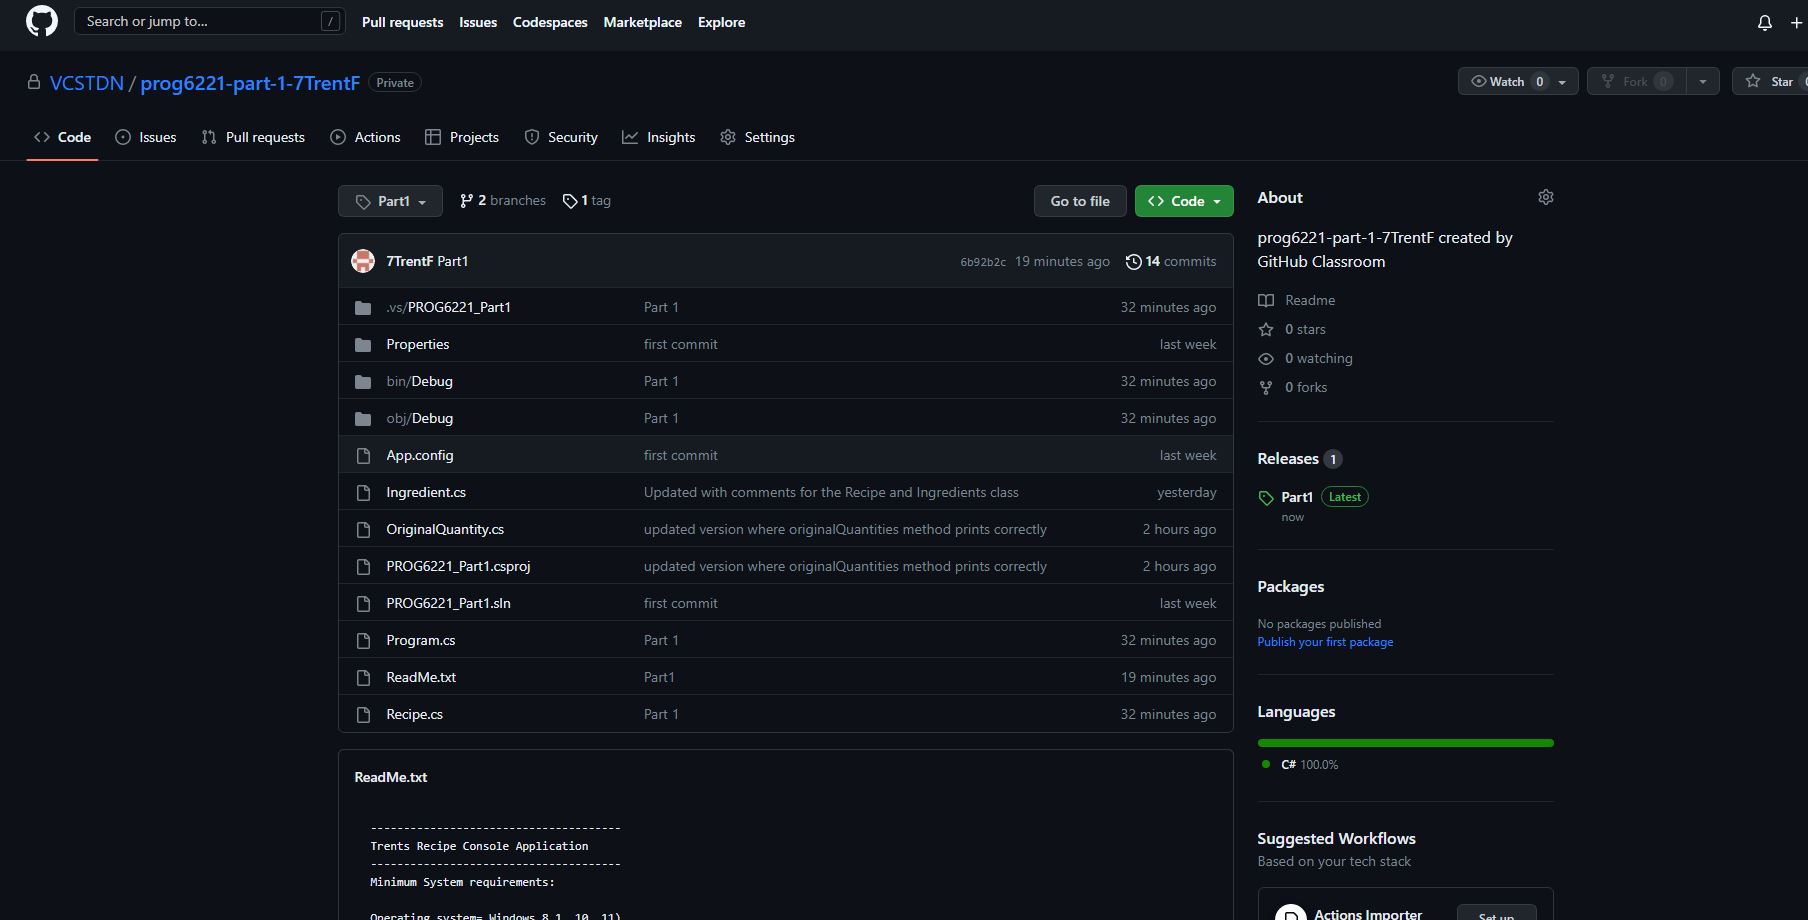 Search or jump to... /
Pull requests Issues Codespaces Marketplace Explore
VCSTDN / prog6221-part-1-7TrentF Private
Watch 0 Fork 0 Star
Code Issues Pull requests Actions Projects Security Insights Settings
Part1 2 branches 1 tag Go to file Code
7TrentF Part1 6b92b2c 19 minutes ago 14 commits
.vs/PROG6221_Part1 Part 1 32 minutes ago
Properties first commit last week
bin/Debug Part 1 32 minutes ago
obj/Debug Part 1 32 minutes ago
App.config first commit last week
Ingredient.cs Updated with comments for the Recipe and Ingredients class yesterday
OriginalQuantity.cs updated version where originalQuantities method prints correctly 2 hours ago
PROG6221_Part1.csproj updated version where originalQuantities method prints correctly 2 hours ago
PROG6221_Part1.sln first commit last week
Program.cs Part 1 32 minutes ago
ReadMe.txt Part1 19 minutes ago
Recipe.cs Part 1 32 minutes ago
ReadMe.txt
--------------------------------------
Trents Recipe Console Application
--------------------------------------
Minimum System requirements:
Operating system= Windows 8.1, 10, 11)
About
prog6221-part-1-7TrentF created by
GitHub Classroom
Readme
0 stars
0 watching
0 forks
Releases 1
Part1 Latest
now
Packages
No packages published
Publish your first package
Languages
C# 100.0%
Suggested Workflows
Based on your tech stack
Actions Importer Set up